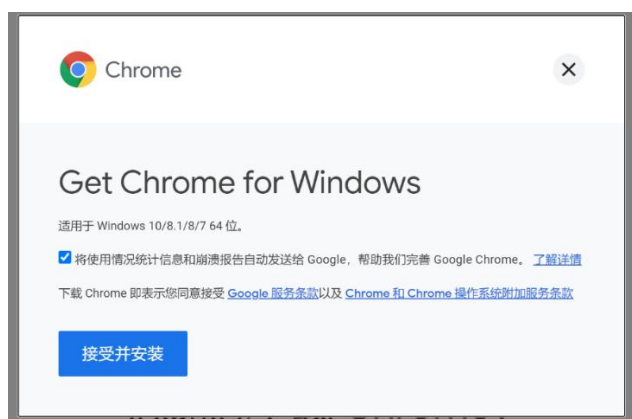 Chrome
Get Chrome for Windows
适用于 Windows 10/8.1/8/7 64 位。
将使用情况统计信息和崩溃报告自动发送给 Google，帮助我们完善 Google Chrome。 了解详情
下载 Chrome 即表示您同意接受 Google 服务条款以及 Chrome 和 Chrome 操作系统附加服务条款
接受并安装